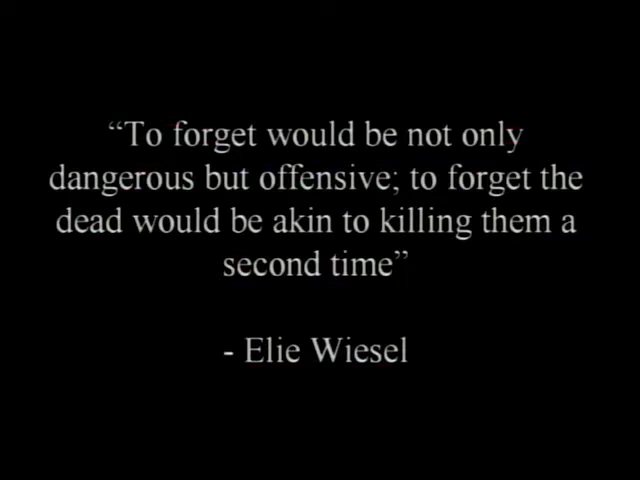 “To forget would be not only
dangerous but offensive; to forget the
dead would be akin to killing them a
second time”
- Elie Wiesel